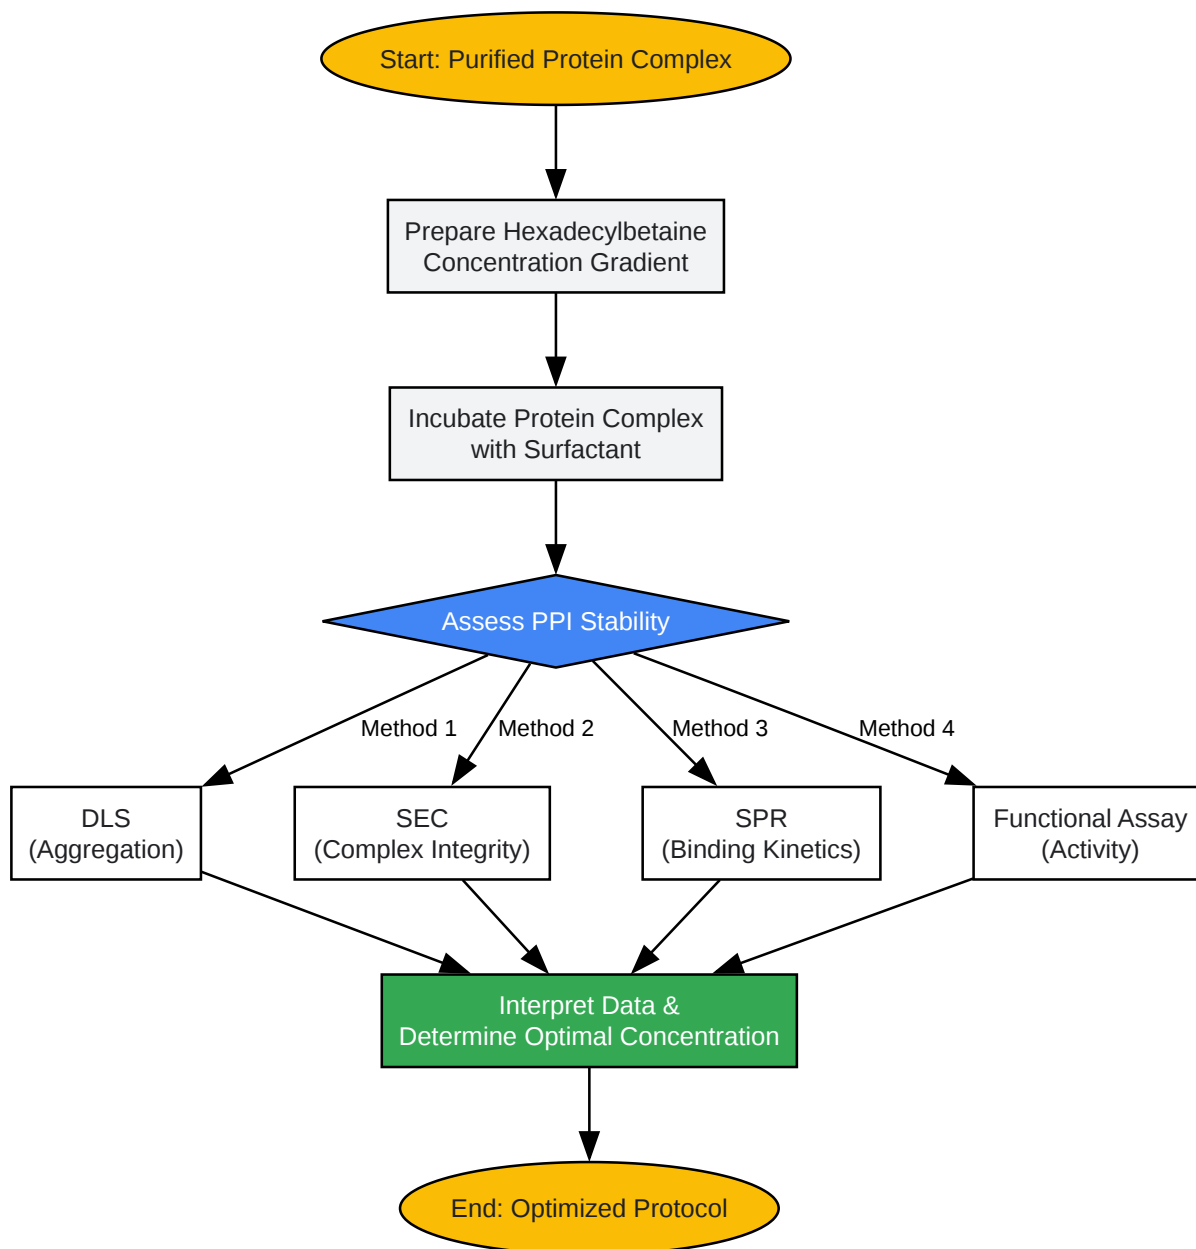 Start: Purified Protein Complex
Prepare Hexadecylbetaine
Concentration Gradient
Incubate Protein Complex
with Surfactant
Assess PPI Stability
Method 1
Method 2
Method 3
Method 4
DLS
(Aggregation)
SEC
(Complex Integrity)
SPR
(Binding Kinetics)
Functional Assay
(Activity)
Interpret Data &
Determine Optimal Concentration
End: Optimized Protocol